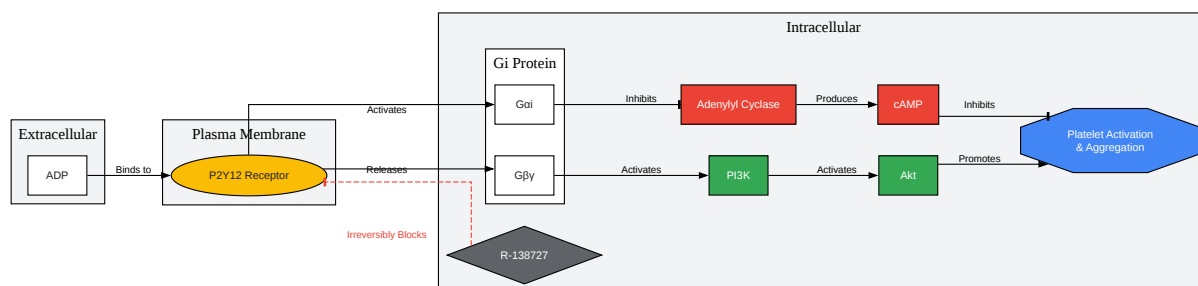 Intracellular
Gi Protein
Gαi
Inhibits
Adenylyl Cyclase
Produces
cAMP
Inhibits
Activates
Extracellular
Plasma Membrane
Platelet Activation
& Aggregation
ADP
Binds to
P2Y12 Receptor
Releases
Gβγ
Activates
PI3K
Activates
Akt
Promotes
Irreversibly Blocks
R-138727